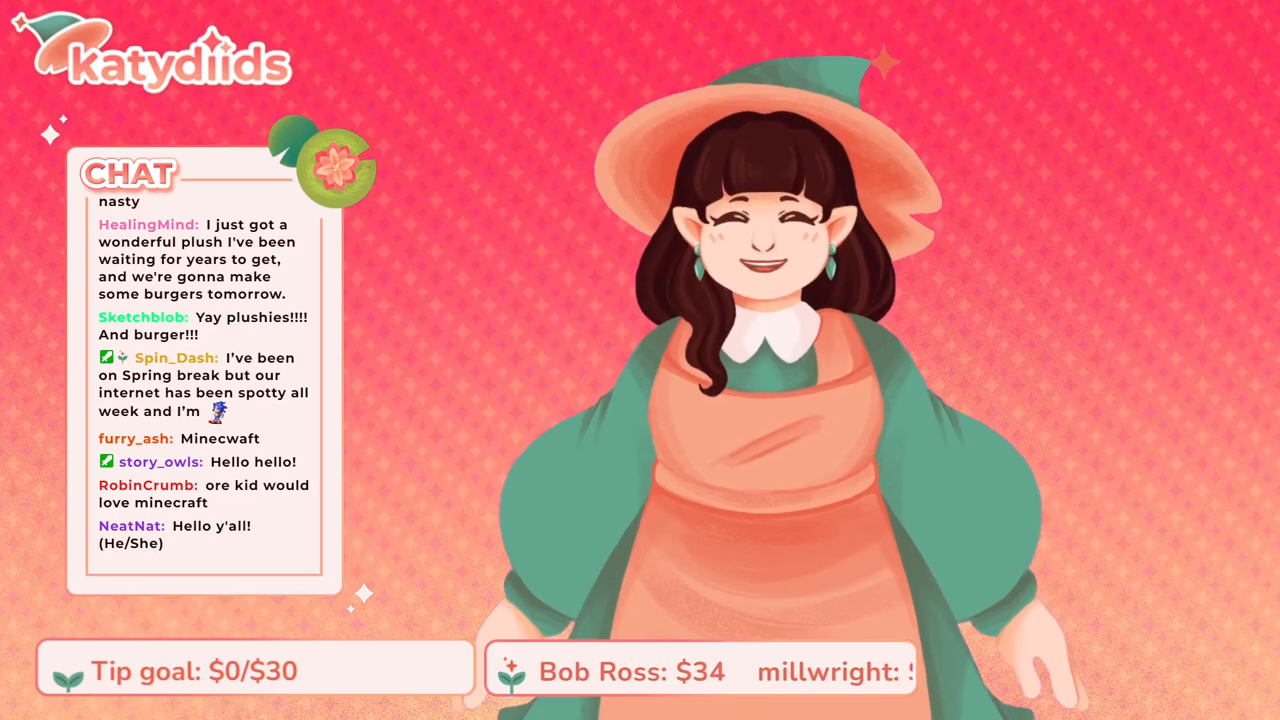 katydiids
CHAT
nasty
HealingMind: I just got a
wonderful plush I've been
waiting for years to get,
and we're gonna make
some burgers tomorrow.
Sketchblob: Yay plushies!!!!
And burger!!!
Spin_Dash: I’ve been
on Spring break but our
internet has been spotty all
week and I’m
furry_ash: Minecwaft
story_owls: Hello hello!
RobinCrumb: ore kid would
love minecraft
NeatNat: Hello y'all!
(He/She)
Tip goal: $0/$30
Bob Ross: $34 millwright: